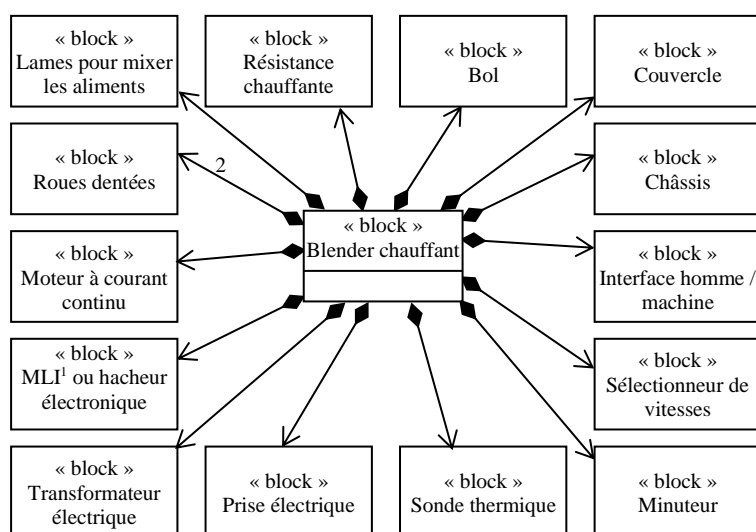 « block »
Lames pour mixer
les aliments
« block »
Résistance
chauffante
« block »
Bol
« block »
Couvercle
« block »
Roues dentées
2
« block »
Châssis
« block »
Blender chauffant
« block »
Moteur à courant
continu
« block »
Interface homme /
machine
« block »
MLI¹ ou hacheur
électronique
« block »
Sélectionneur de
vitesses
« block »
Transformateur
électrique
« block »
Prise électrique
« block »
Sonde thermique
« block »
Minuteur